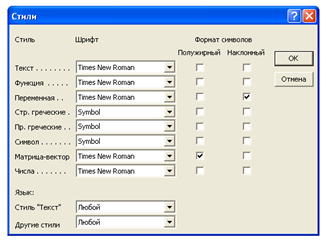 Стили
Стиль Шрифт Формат символов
Полужирный Наклонный
Текст . . . . . . . . Times New Roman
Функция . . . . . Times New Roman
Переменная . . Times New Roman
Стр. греческие . Symbol
Пр. греческие . . Symbol
Символ . . . . . . Symbol
Матрица-вектор Times New Roman
Числа . . . . . . . Times New Roman
OK
Отмена
Язык:
Стиль "Текст" Любой
Другие стили Любой